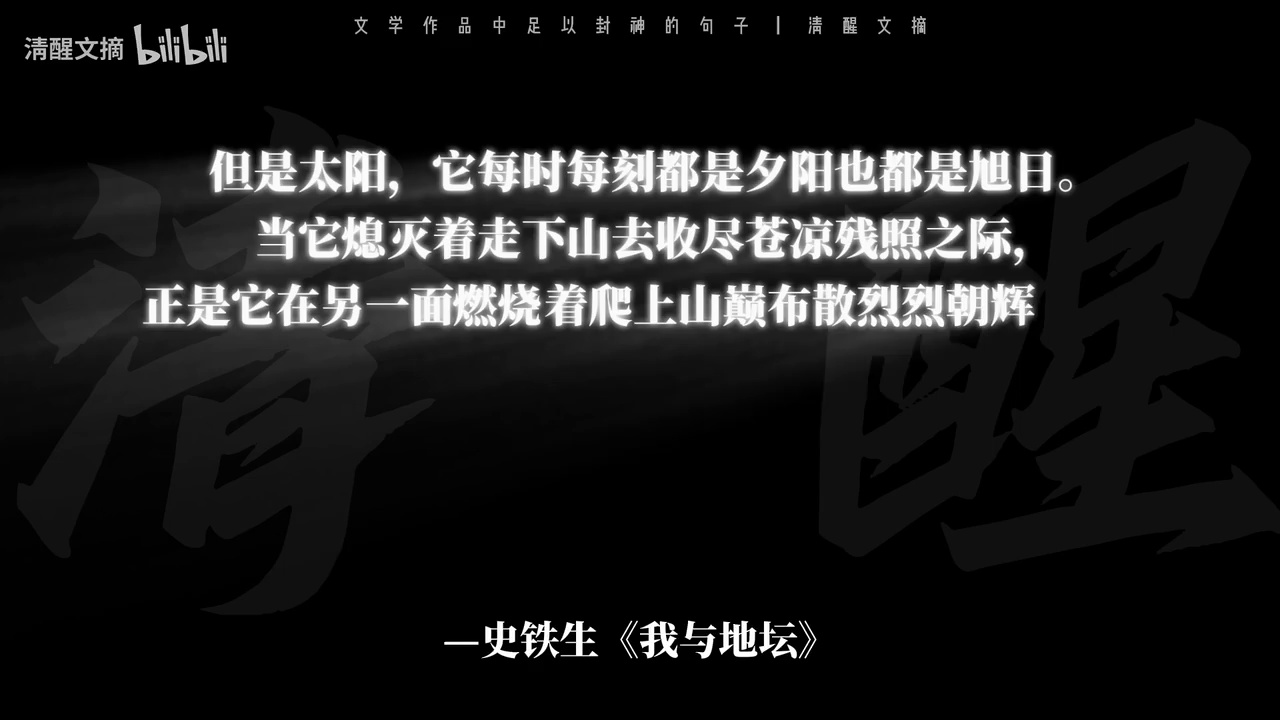 文学作品中足以封神的句子 | 清醒文摘
清醒文摘 bilibili
但是太阳，它每时每刻都是夕阳也都是旭日。
当它熄灭着走下山去收尽苍凉残照之际，
正是它在另一面燃烧着爬上山巅布散烈烈朝辉
清醒
—史铁生《我与地坛》